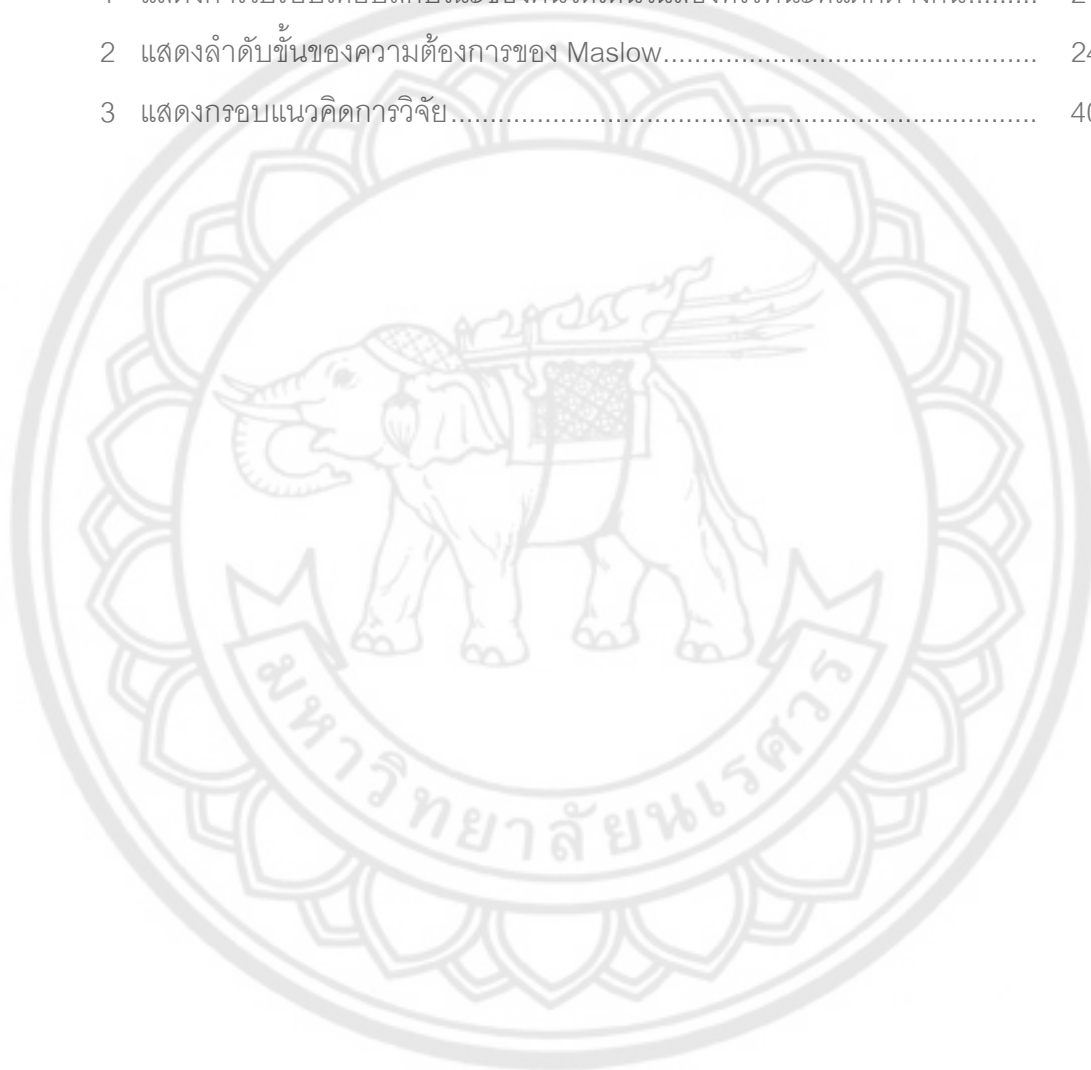 2 แสดงลำดับขั้นของความต้องการของ Maslow................................................ 24
3 แสดงกรอบแนวคิดการวิจัย........................................................................... 40
มหาวิทยาลัยนเรศวร